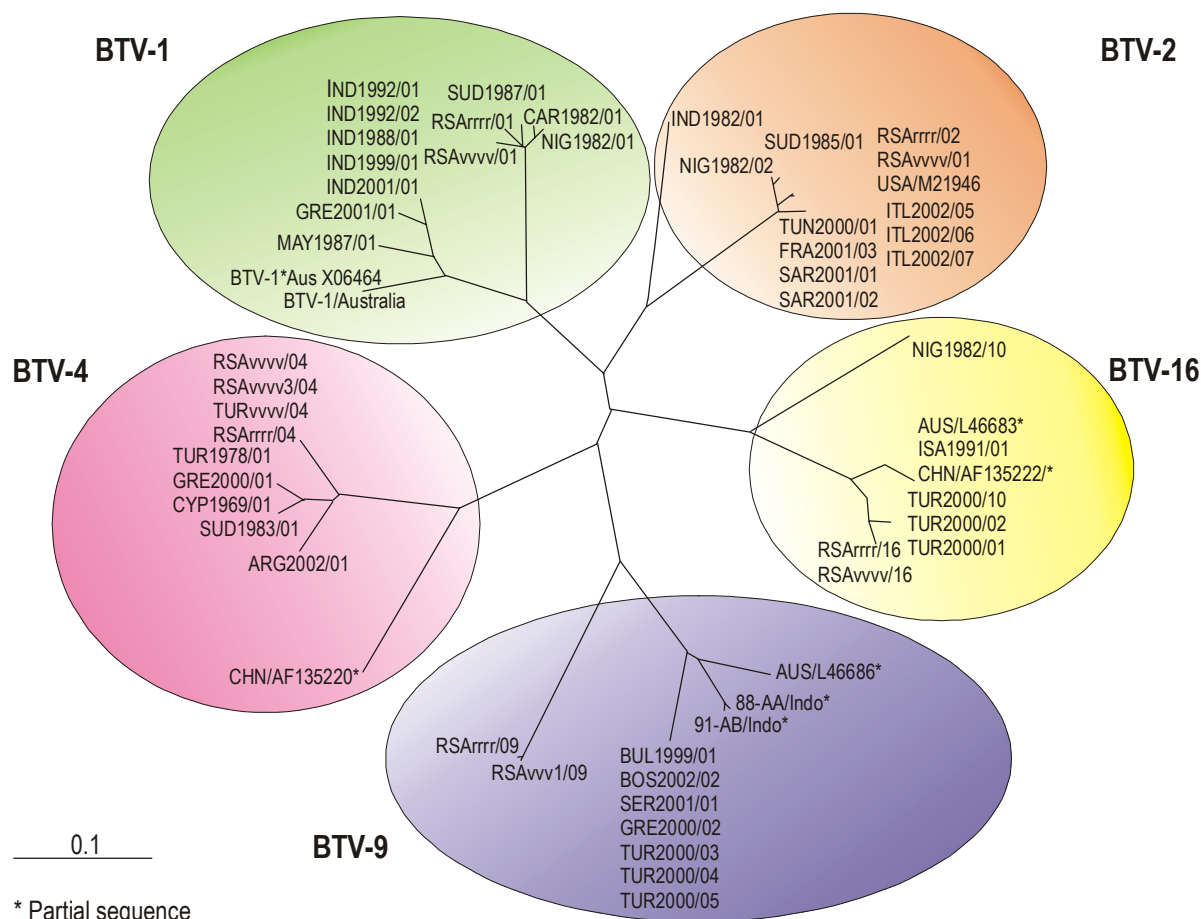 BTV-1
IND1992/01
IND1992/02
IND1988/01
IND1999/01
IND2001/01
GRE2001/01
MAY1987/01
BTV-1*Aus X06464
BTV-1/Australia
SUD1987/01
RSArrrr/01
CAR1982/01
NIG1982/01
RSAvvvv/01
BTV-2
IND1982/01
SUD1985/01
NIG1982/02
RSArrrr/02
RSAvvvv/01
USA/M21946
ITL2002/05
ITL2002/06
ITL2002/07
TUN2000/01
FRA2001/03
SAR2001/01
SAR2001/02
BTV-4
RSAvvvv/04
RSAvvvv3/04
TURvvvv/04
RSArrrr/04
TUR1978/01
GRE2000/01
CYP1969/01
SUD1983/01
ARG2002/01
CHN/AF135220*
BTV-16
NIG1982/10
AUS/L46683*
ISA1991/01
CHN/AF135222/*
TUR2000/10
TUR2000/02
TUR2000/01
RSArrrr/16
RSAvvvv/16
BTV-9
AUS/L46686*
88-AA/Indo*
91-AB/Indo*
RSArrrr/09
RSAvvv1/09
BUL1999/01
BOS2002/02
SER2001/01
GRE2000/02
TUR2000/03
TUR2000/04
TUR2000/05
0.1
* Partial sequence